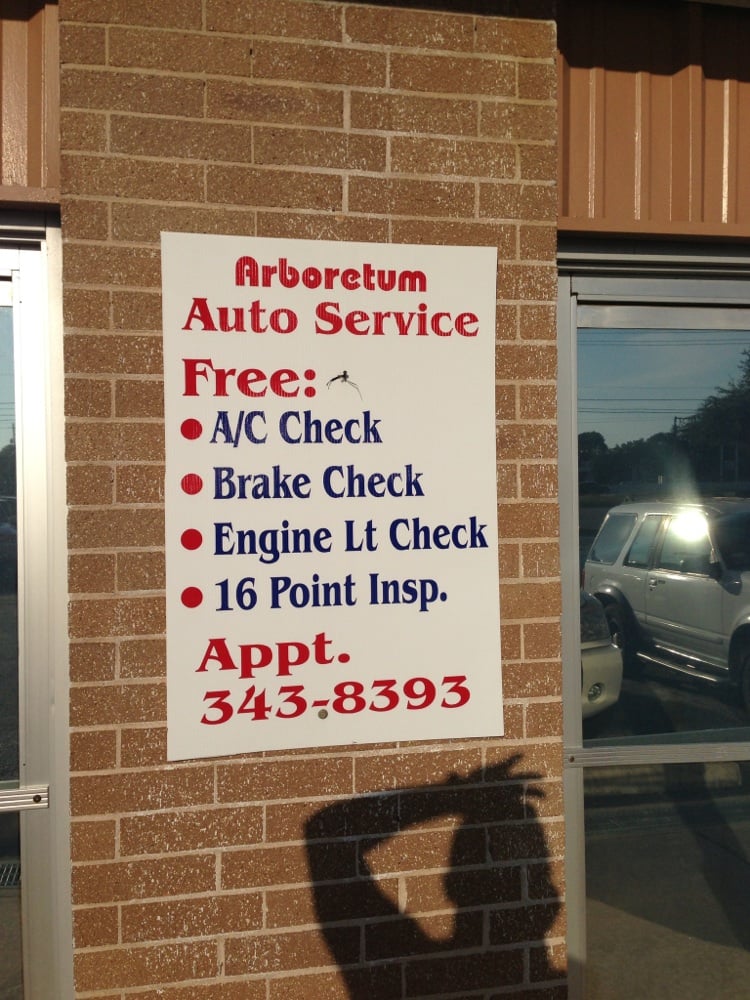 Arboretum
Auto Service
Free:
• A/C Check
• Brake Check
• Engine Lt Check
• 16 Point Insp.
Appt.
343-8393